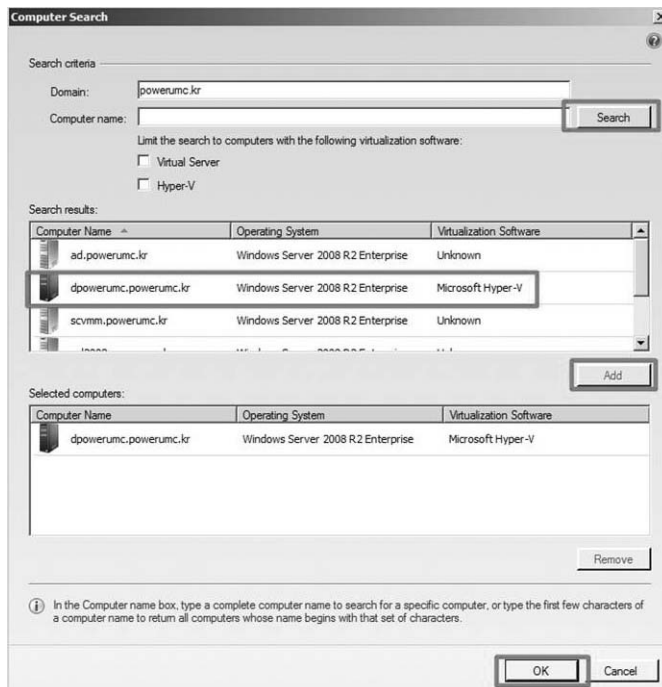 Computer Search
Search criteria
Domain: powerumc.kr
Computer name: Search
Limit the search to computers with the following virtualization software:
Virtual Server
Hyper-V
Search results:
Computer Name Operating System Virtualization Software
ad.powerumc.kr Windows Server 2008 R2 Enterprise Unknown
dpowerumc.powerumc.kr Windows Server 2008 R2 Enterprise Microsoft Hyper-V
scvmm.powerumc.kr Windows Server 2008 R2 Enterprise Unknown
Add
Selected computers:
Computer Name Operating System Virtualization Software
dpowerumc.powerumc.kr Windows Server 2008 R2 Enterprise Microsoft Hyper-V
Remove
In the Computer name box, type a complete computer name to search for a specific computer, or type the first few characters of
a computer name to return all computers whose name begins with that set of characters.
OK Cancel